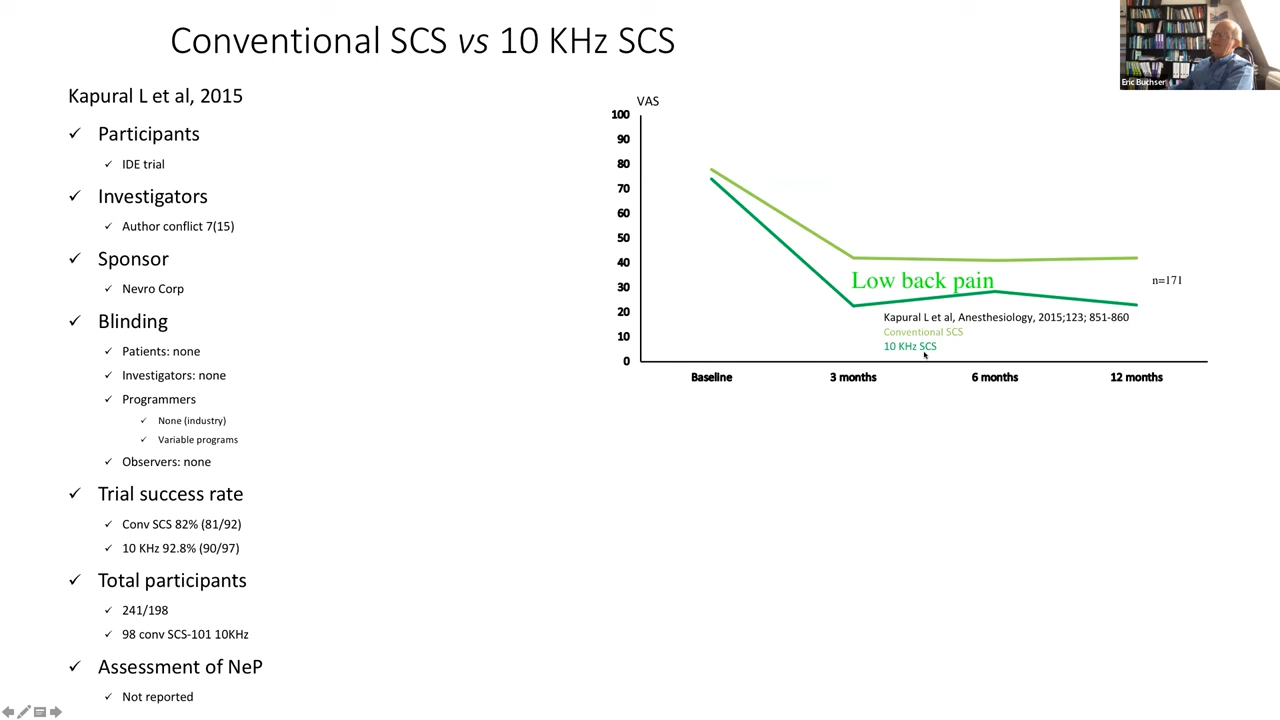 Conventional SCS vs 10 KHz SCS
Eric Buchser
Kapural L et al, 2015
Participants
IDE trial
Investigators
Author conflict 7(15)
Sponsor
Nevro Corp
Blinding
Patients: none
Investigators: none
Programmers
None (industry)
Variable programs
Observers: none
Trial success rate
Conv SCS 82% (81/92)
10 KHz 92.8% (90/97)
Total participants
241/198
98 conv SCS-101 10KHz
Assessment of NeP
Not reported
VAS
100
90
80
70
60
50
40
30
20
10
0
Low back pain
n=171
Kapural L et al, Anesthesiology, 2015;123; 851-860
Conventional SCS
10 KHz SCS
Baseline
3 months
6 months
12 months